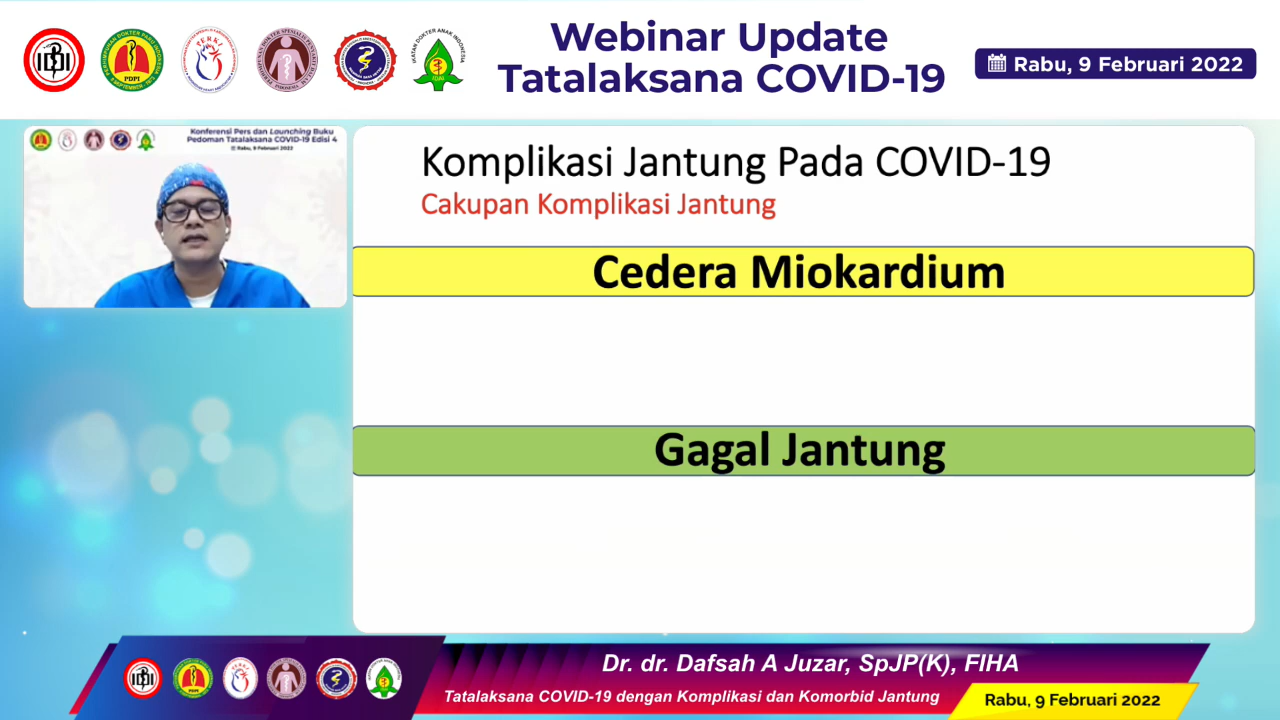 Webinar Update
Tatalaksana COVID-19
Rabu, 9 Februari 2022
Konferensi Pers dan Launching Buku
Pedoman Tatalaksana COVID-19 Edisi 4
Rabu, 9 Februari 2022
Komplikasi Jantung Pada COVID-19
Cakupan Komplikasi Jantung
Cedera Miokardium
Gagal Jantung
Dr. dr. Dafsah A Juzar, SpJP(K), FIHA
Tatalaksana COVID-19 dengan Komplikasi dan Komorbid Jantung
Rabu, 9 Februari 2022